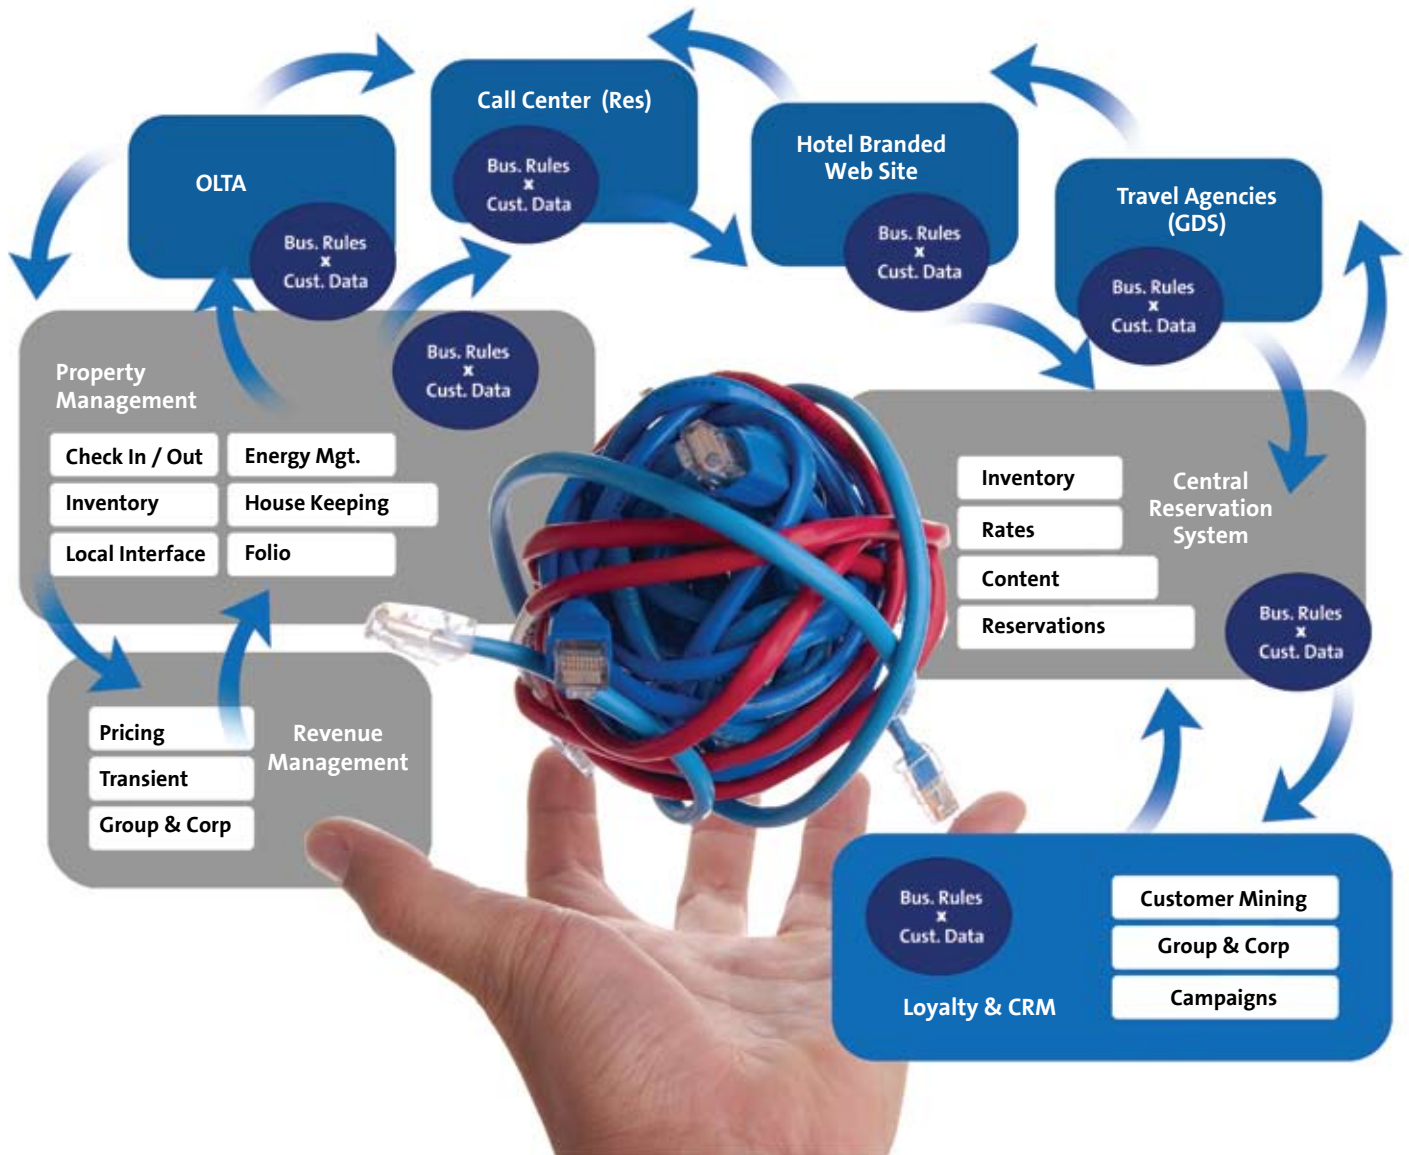 Call Center (Res)
Bus. Rules
x
Cust. Data
Hotel Branded
Web Site
Bus. Rules
x
Cust. Data
OLTA
Bus. Rules
x
Cust. Data
Travel Agencies
(GDS)
Bus. Rules
x
Cust. Data
Property
Management
Bus. Rules
x
Cust. Data
Check In / Out
Energy Mgt.
Inventory
House Keeping
Local Interface
Folio
Central
Reservation
System
Inventory
Rates
Content
Reservations
Bus. Rules
x
Cust. Data
Revenue
Management
Pricing
Transient
Group & Corp
Bus. Rules
x
Cust. Data
Loyalty & CRM
Customer Mining
Group & Corp
Campaigns